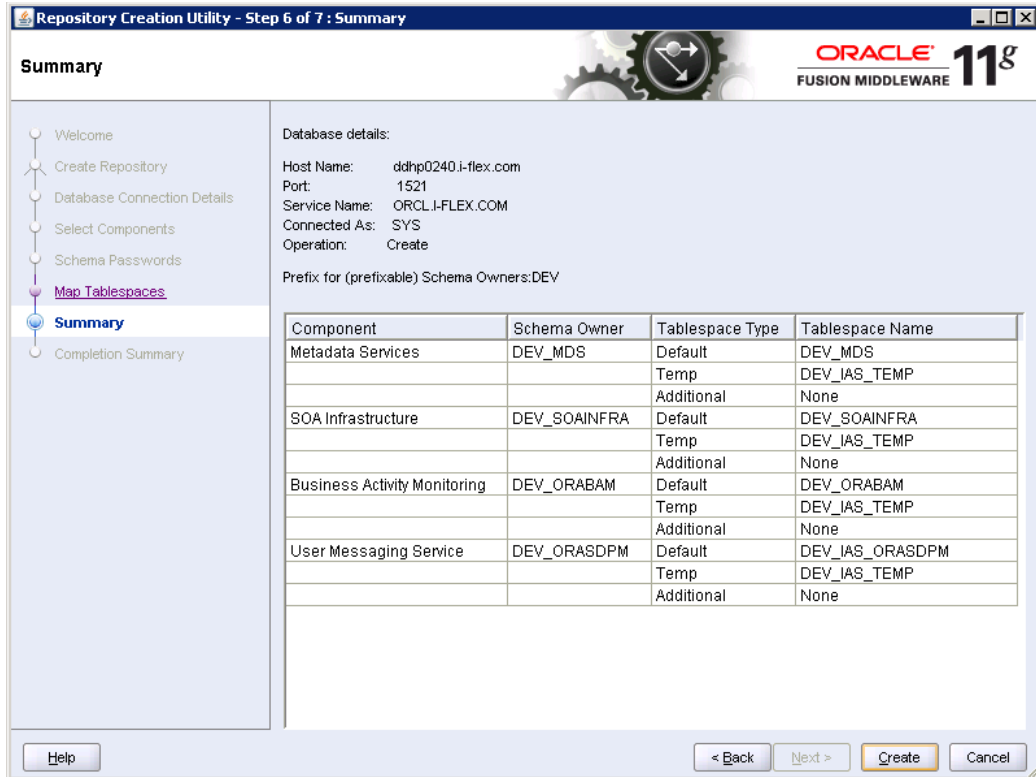 Repository Creation Utility - Step 6 of 7 : Summary
Summary
ORACLE
FUSION MIDDLEWARE 11g
Welcome
Create Repository
Database Connection Details
Select Components
Schema Passwords
Map Tablespaces
Summary
Completion Summary
Database details:
Host Name: ddhp0240.i-flex.com
Port: 1521
Service Name: ORCL.I-FLEX.COM
Connected As: SYS
Operation: Create
Prefix for (prefixable) Schema Owners:DEV
Component Schema Owner Tablespace Type Tablespace Name
Metadata Services DEV_MDS Default DEV_MDS
Temp DEV_IAS_TEMP
Additional None
SOA Infrastructure DEV_SOAINFRA Default DEV_SOAINFRA
Temp DEV_IAS_TEMP
Additional None
Business Activity Monitoring DEV_ORABAM Default DEV_ORABAM
Temp DEV_IAS_TEMP
Additional None
User Messaging Service DEV_ORASDPM Default DEV_IAS_ORASDPM
Temp DEV_IAS_TEMP
Additional None
Help < Back Next > Create Cancel